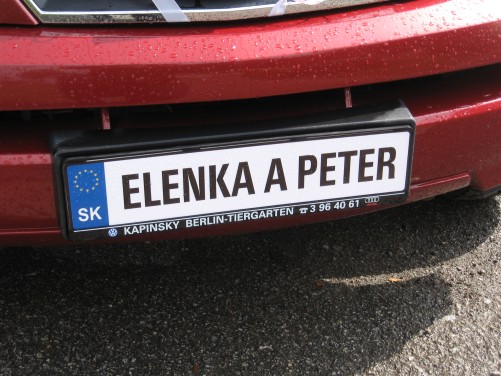 ELENKA A PETER
SK
KAPINSKY BERLIN-TIERGARTEN ☎ 3 96 40 61